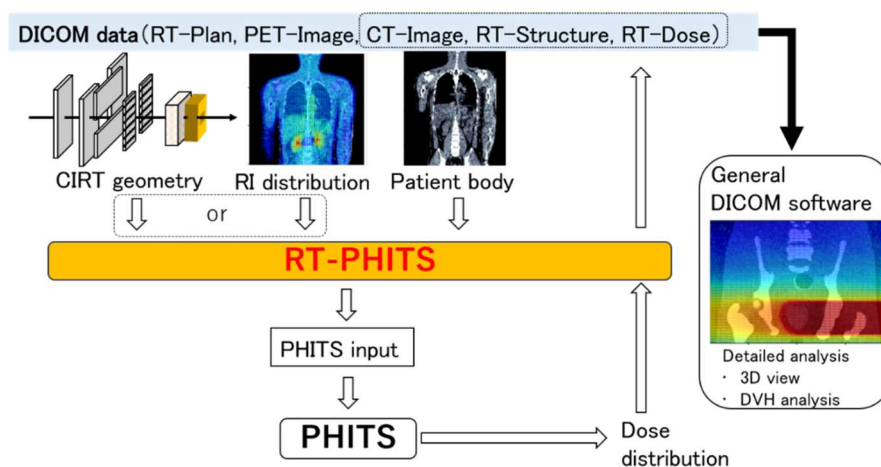 DICOM data(RT-Plan, PET-Image, CT-Image, RT-Structure, RT-Dose)
CIRT geometry
RI distribution
Patient body
or
RT-PHITS
PHITS input
PHITS
Dose
distribution
General
DICOM software
Detailed analysis
・ 3D view
・ DVH analysis